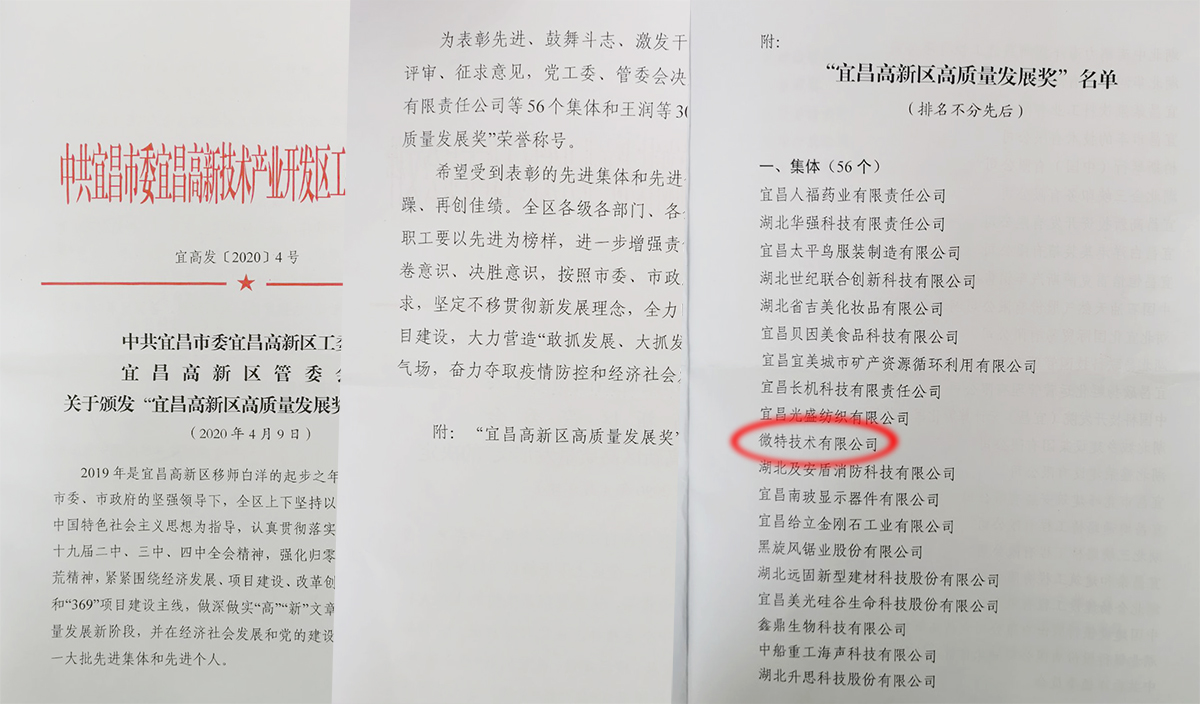 中共宜昌市委宜昌高新技术产业开发区工
宜高发〔2020〕4号
中共宜昌市委宜昌高新区工委
宜昌高新区管委会
关于颁发“宜昌高新区高质量发展奖
（2020年4月9日）
2019年是宜昌高新区移师白洋的起步之年
市委、市政府的坚强领导下，全区上下坚持以
中国特色社会主义思想为指导，认真贯彻落实
十九届二中、三中、四中全会精神，强化归零
荒精神，紧紧围绕经济发展、项目建设、改革创
和“369”项目建设主线，做深做实“高”“新”文章
量发展新阶段，并在经济社会发展和党的建设
一大批先进集体和先进个人。
为表彰先进、鼓舞斗志、激发干
评审、征求意见，党工委、管委会决
有限责任公司等56个集体和王润等30
质量发展奖”荣誉称号。
希望受到表彰的先进集体和先进
躁、再创佳绩。全区各级各部门、各
职工要以先进为榜样，进一步增强责
卷意识、决胜意识，按照市委、市政
求，坚定不移贯彻新发展理念，全力
目建设，大力营造“敢抓发展、大抓发
气场，奋力夺取疫情防控和经济社会
附：“宜昌高新区高质量发展奖”
附：
“宜昌高新区高质量发展奖”名单
（排名不分先后）
一、集体（56个）
宜昌人福药业有限责任公司
湖北华强科技有限责任公司
宜昌太平鸟服装制造有限公司
湖北世纪联合创新科技有限公司
湖北省吉美化妆品有限公司
宜昌贝因美食品科技有限公司
宜昌宜美城市矿产资源循环利用有限公司
宜昌长机科技有限责任公司
宜昌光盛纺织有限公司
微特技术有限公司
湖北及安盾消防科技有限公司
宜昌南玻显示器件有限公司
宜昌给立金刚石工业有限公司
黑旋风锯业股份有限公司
湖北远固新型建材科技股份有限公司
宜昌美光硅谷生命科技股份有限公司
鑫鼎生物科技有限公司
中船重工海声科技有限公司
湖北升思科技股份有限公司